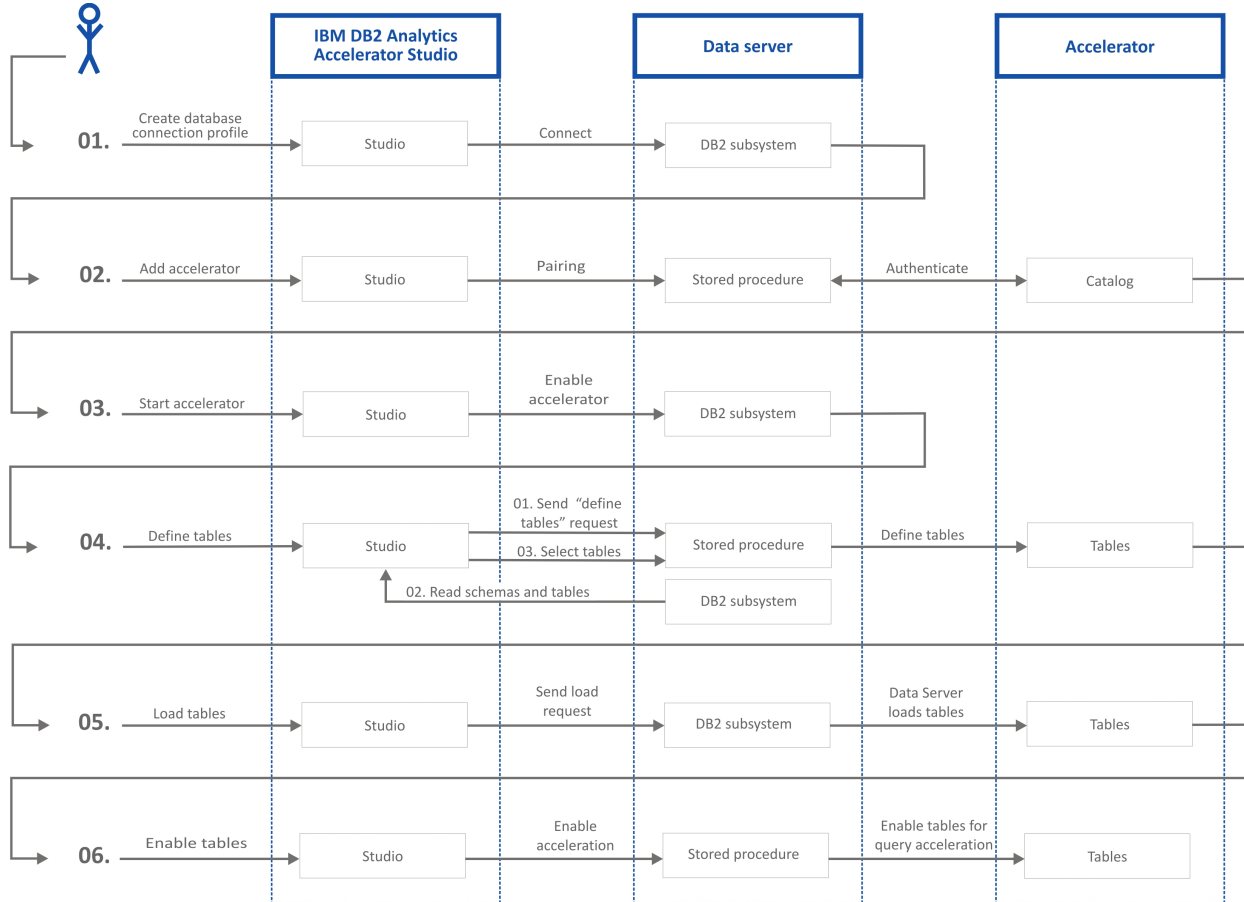 IBM DB2 Analytics
Accelerator Studio
Data server
Accelerator
01.
Create database
connection profile
Studio
Connect
DB2 subsystem
02.
Add accelerator
Studio
Pairing
Stored procedure
Authenticate
Catalog
03.
Start accelerator
Studio
Enable
accelerator
DB2 subsystem
04.
Define tables
Studio
01. Send “define
tables” request
03. Select tables
02. Read schemas and tables
Stored procedure
DB2 subsystem
Define tables
Tables
05.
Load tables
Studio
Send load
request
DB2 subsystem
Data Server
loads tables
Tables
06.
Enable tables
Studio
Enable
acceleration
Stored procedure
Enable tables for
query acceleration
Tables